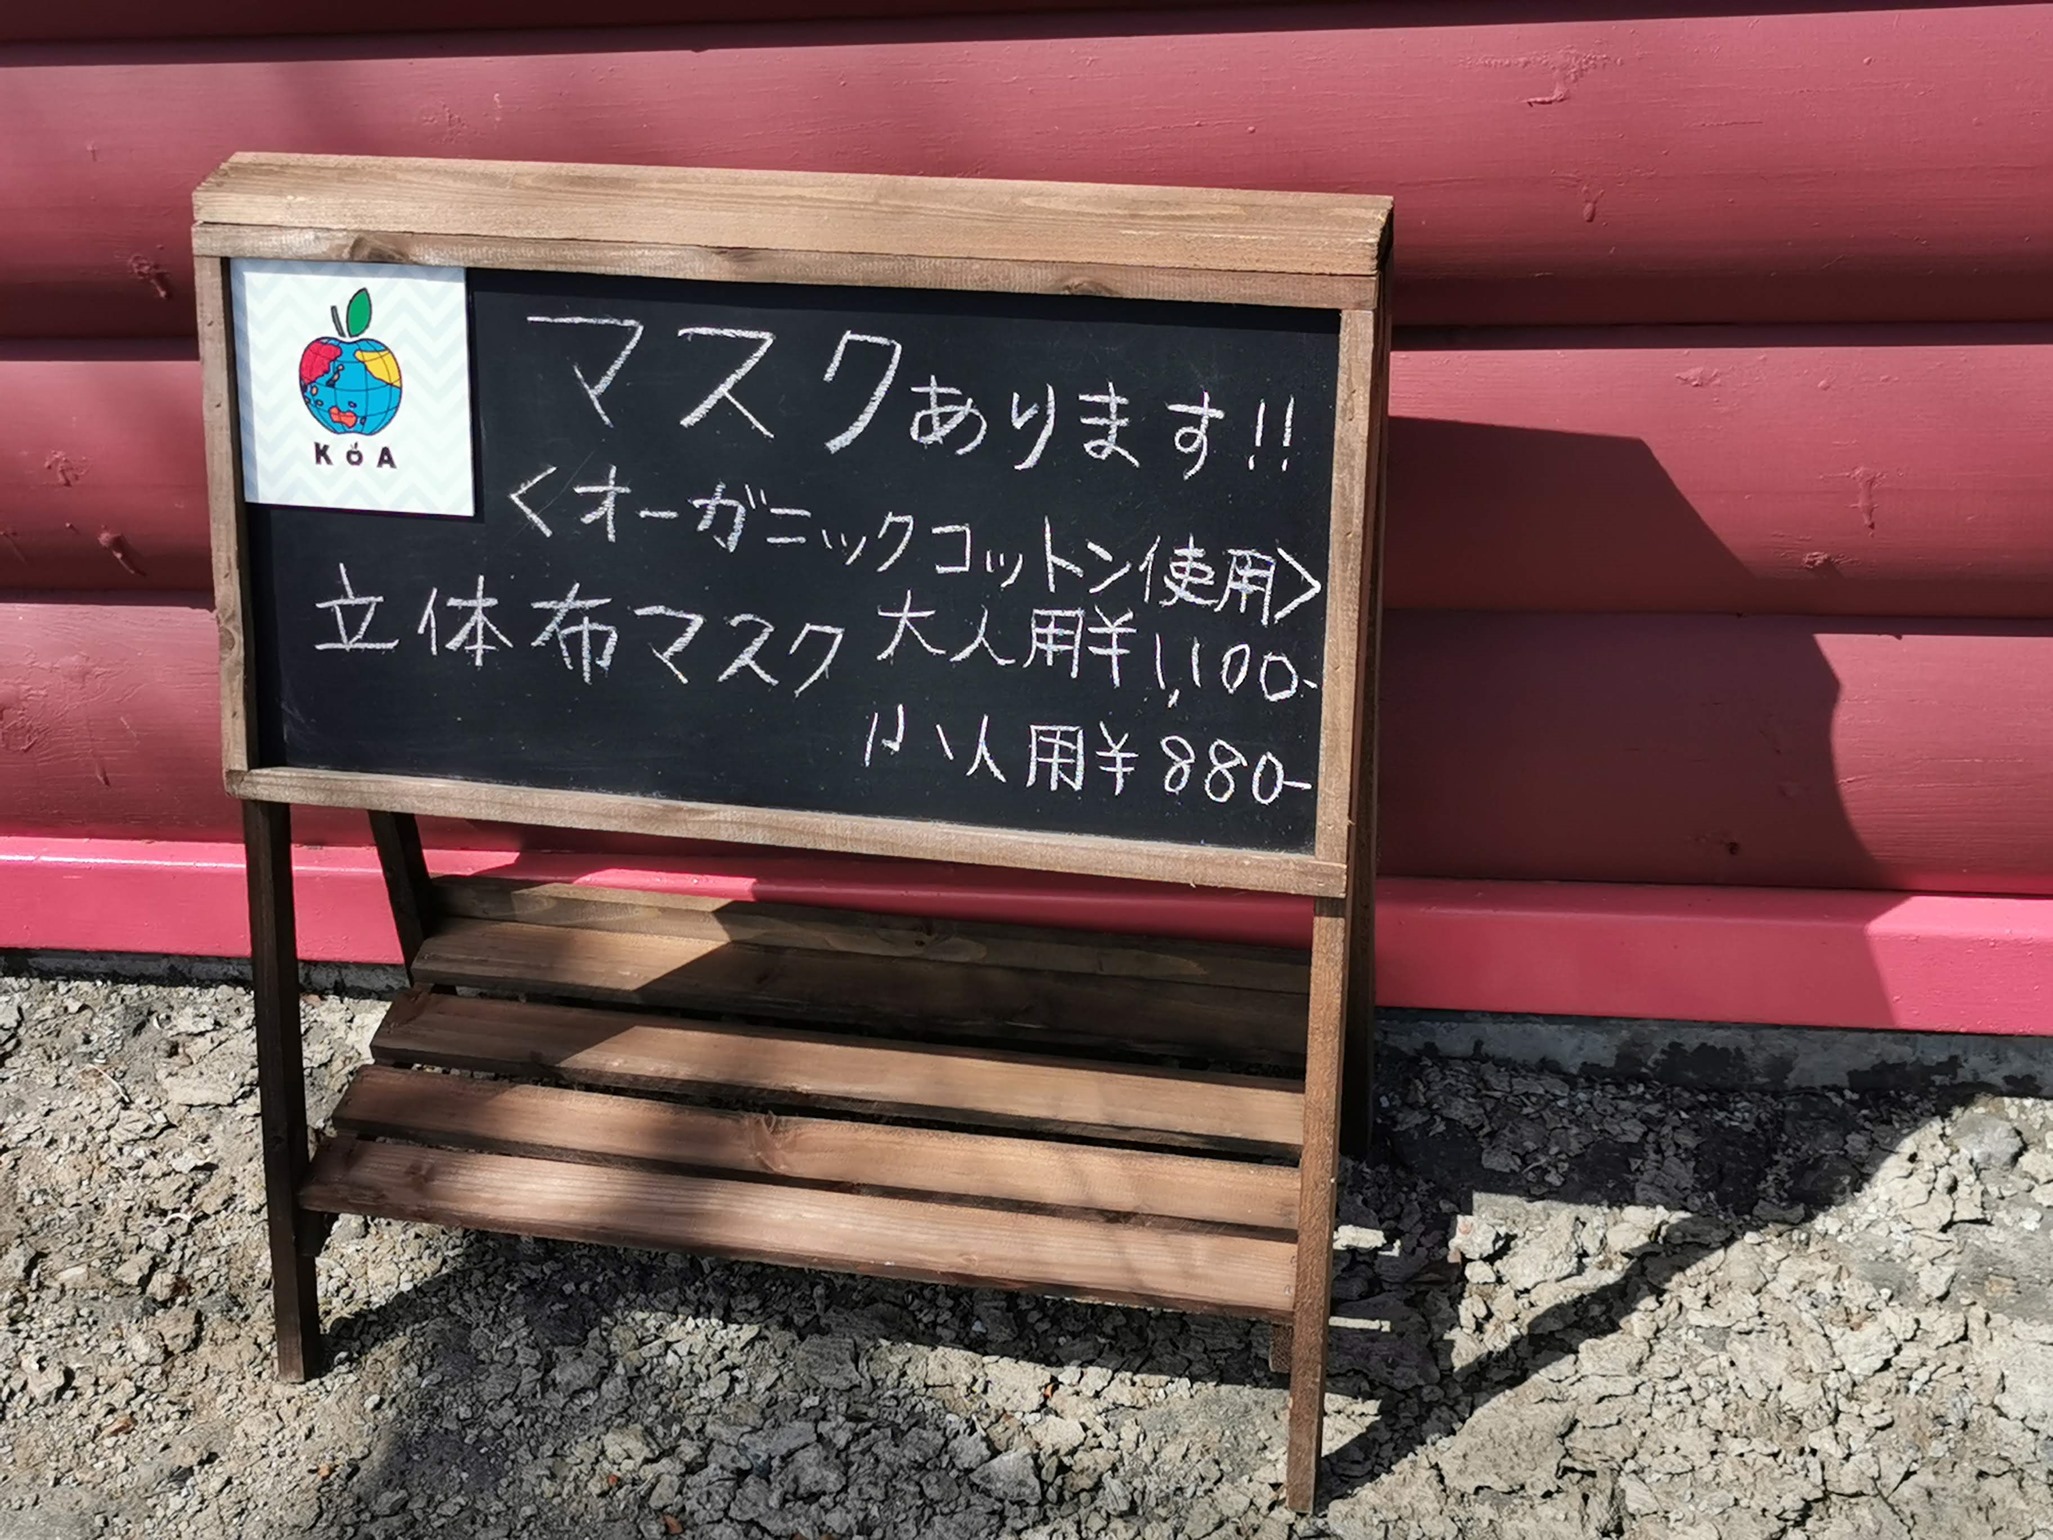 KóA
マスクあります!!
<オーガニックコットン使用>
立体布マスク 大人用¥1,100-
小人用¥880-